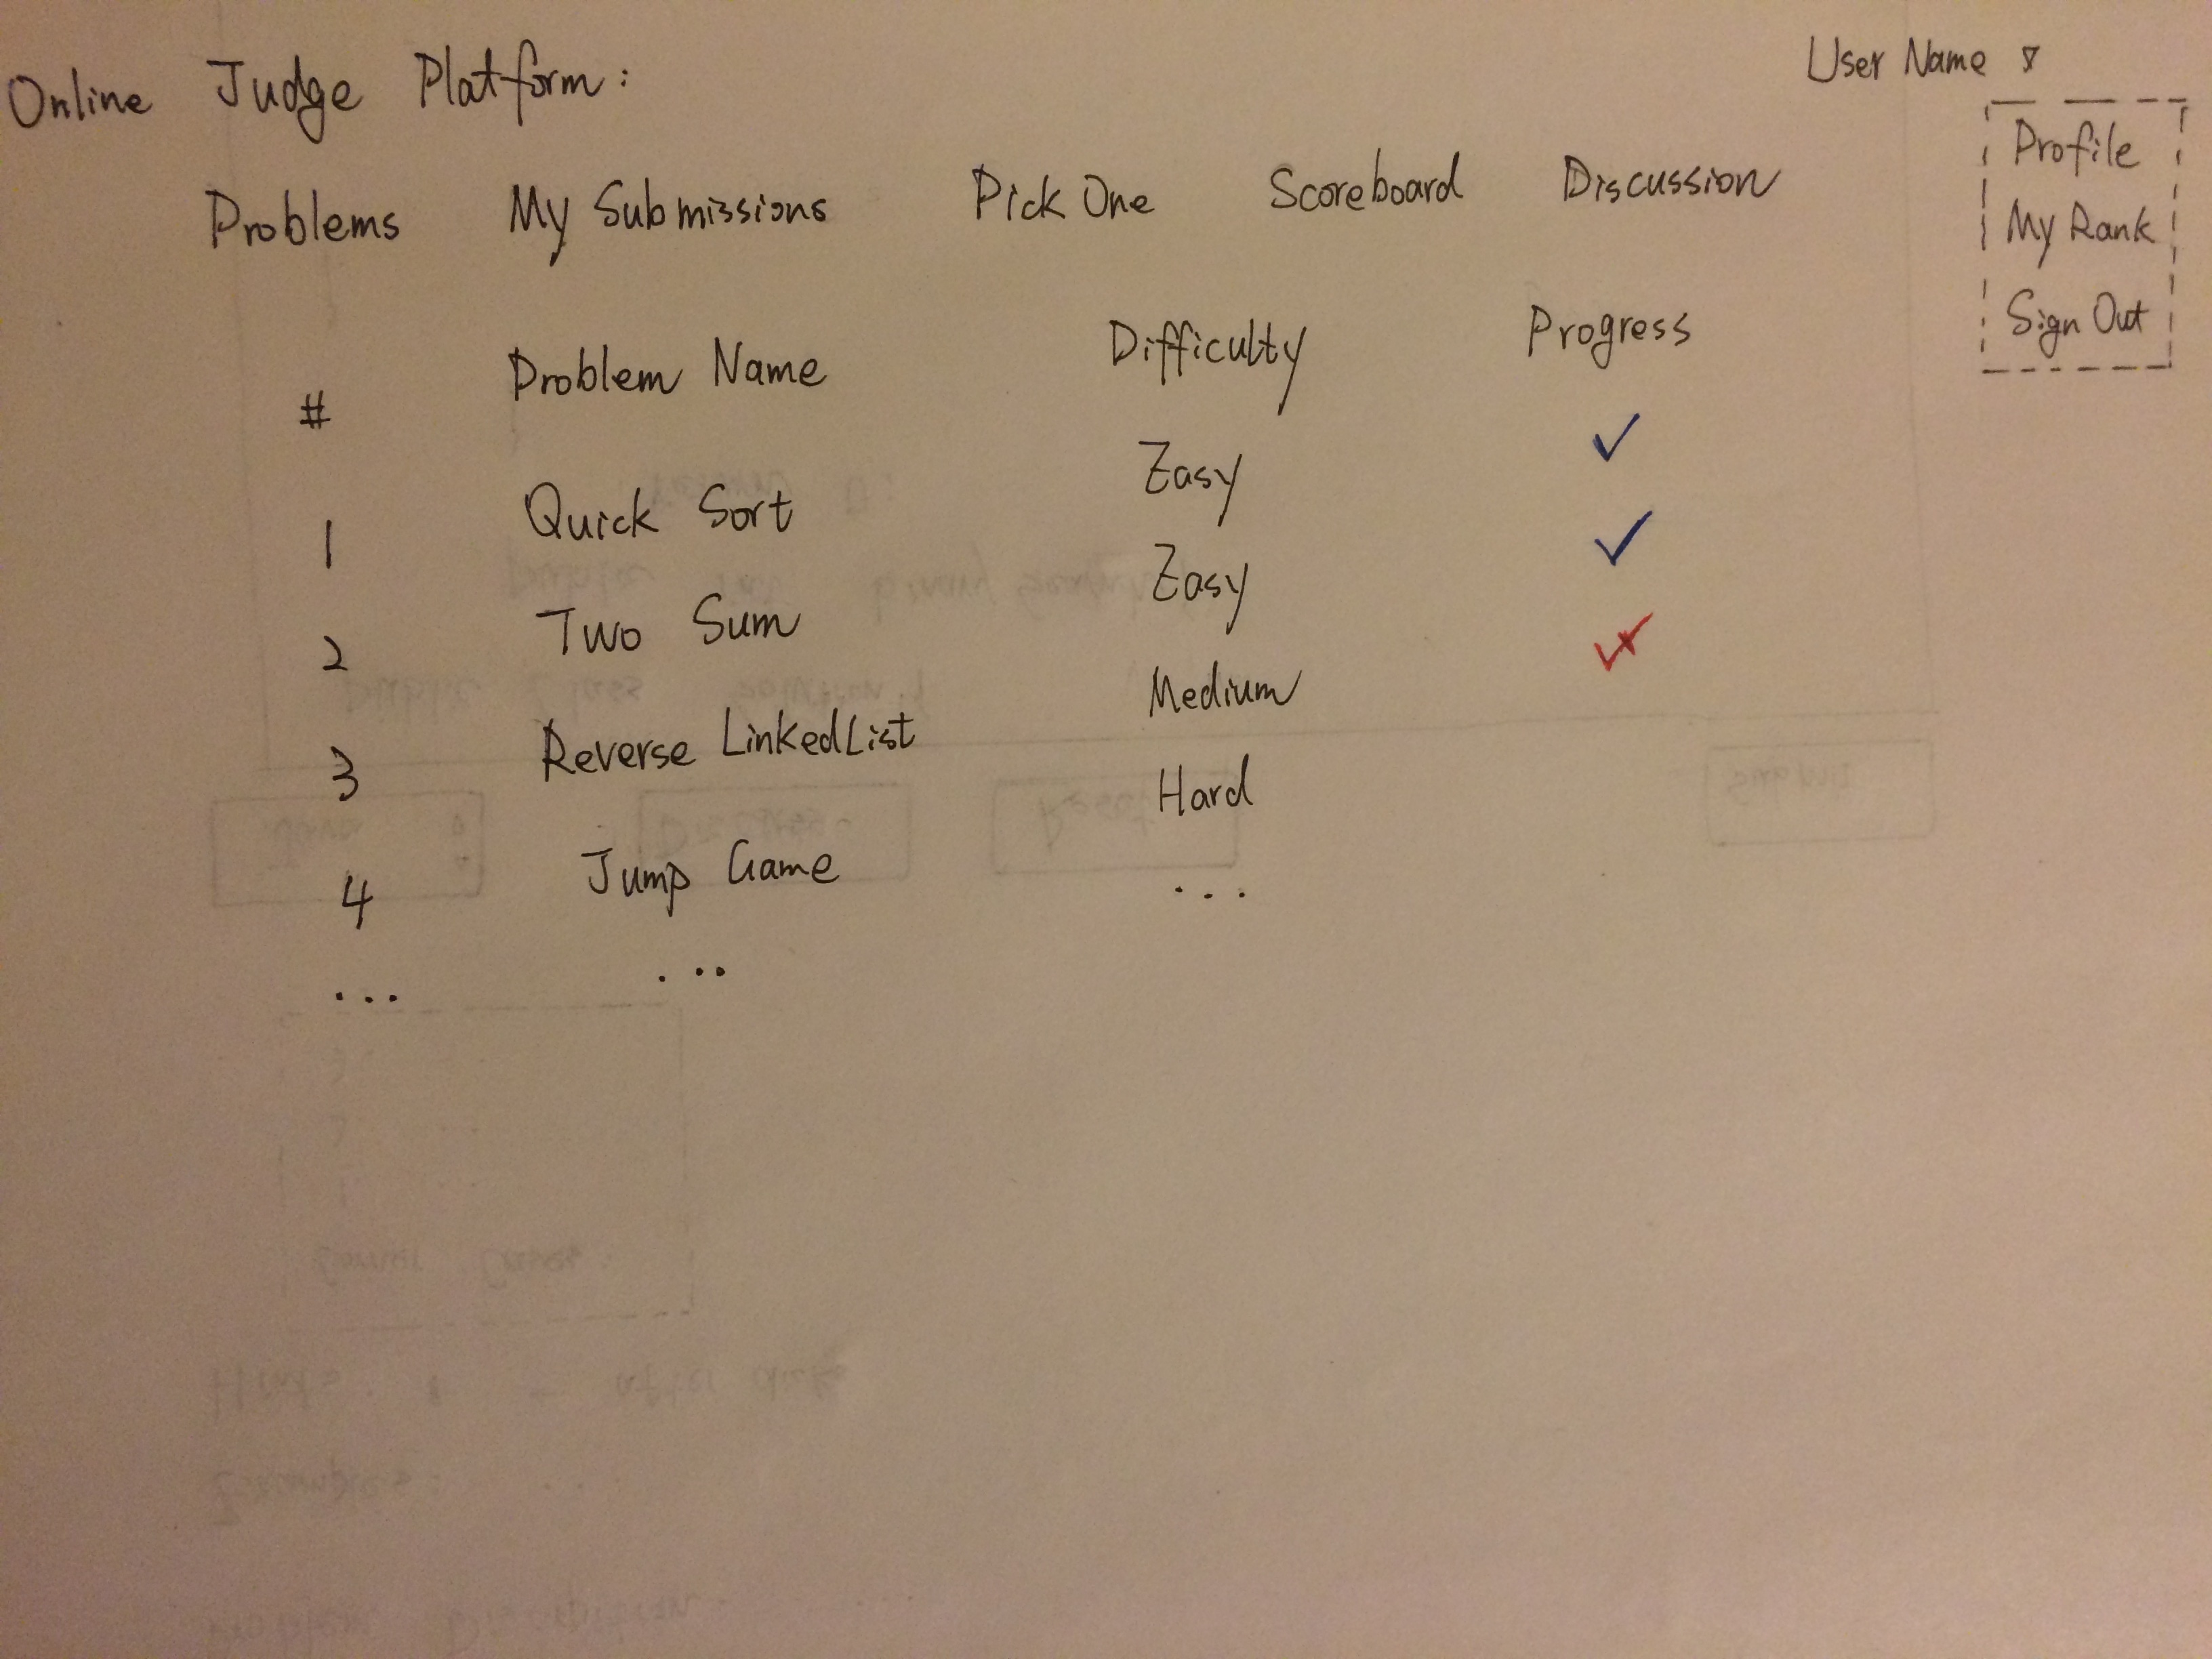 Online Judge Platform:
User Name ▿
Profile
My Rank
Sign Out
Problems My Submissions Pick One Scoreboard Discussion
# Problem Name Difficulty Progress
1 Quick Sort Easy ✓
2 Two Sum Easy ✓
3 Reverse LinkedList Medium
4 Jump Game Hard
... ... ...